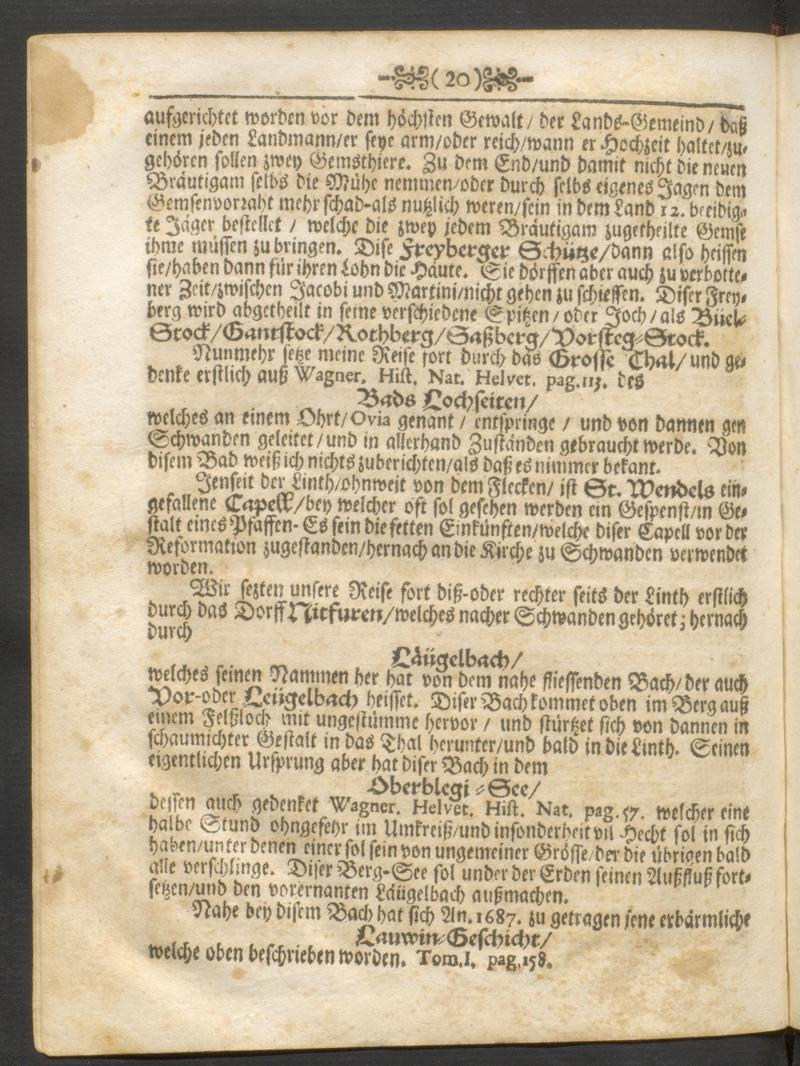 (20)
aufgerichtet worden vor dem höchsten Gewalt/ der Lands-Gemeind/ daß
einem jeden Landmann/er seye arm/oder reich/wann er Hochzeit haltet/zu-
gehören sollen zwey Gemsthiere. Zu dem End/und damit nicht die neuen
Bräutigam selbs die Mühe nemmen/oder durch selbs eigenes Jagen dem
Gemsenvorraht mehr schad-als nutzlich weren/sein in dem Land 12. beeidig-
te Jäger bestellet / welche die zwey jedem Bräutigam zugetheilte Gemse
ihme müssen zu bringen. Dise Freyberger Schütze/dann also heissen
sie/haben dann für ihren Lohn die Häute. Sie dörffen aber auch zu verbotte-
ner Zeit/zwischen Jacobi und Martini/nicht gehen zu schiessen. Diser Frey-
berg wird abgetheilt in seine verschiedene Spitzen/ oder Joch/ als Büel-
Stock/Gantstock/Rothberg/Saßberg/Vorsteg-Stock.
Nunmehr setze meine Reise fort durch das Grosse Thal/ und ge-
denke erstlich auß Wagner. Hist. Nat. Helvet. pag.113. des
Bads Lochseiten/
welches an einem Ohrt/Ovia genant / entspringe / und von dannen gen
Schwanden geleitet/und in allerhand Zuständen gebraucht werde. Von
disem Bad weiß ich nichts zuberichten/als daß es nimmer bekant.
Jenseit der Linth/ohnweit von dem Flecken/ ist St. Wendels ein-
gefallene Capell/bey welcher oft sol gesehen werden ein Gespenst/in Ge-
stalt eines Pfaffen. Es sein die fetten Einkünften/welche diser Capell vor der
Reformation zugestanden/hernach an die Kirche zu Schwanden verwendet
worden.
Wir sezten unsere Reise fort diß-oder rechter seits der Linth erstlich
durch das Dorff Nitfuren/welches nacher Schwanden gehöret; hernach
durch
Läügelbach/
welches seinen Nammen her hat von dem nahe fliessenden Bach/der auch
Vor-oder Leügelbach heisset. Diser Bach kommet oben im Berg auß
einem Felßloch mit ungestümme hervor / und stürtzet sich von dannen in
schaumichter Gestalt in das Thal herunter/und bald in die Linth. Seinen
eigentlichen Ursprung aber hat diser Bach in dem
Oberblegi-See/
dessen auch gedenket Wagner. Helvet. Hist. Nat. pag.57. welcher eine
halbe Stund ohngefehr im Umkreiß/und insonderheit vil Hecht sol in sich
haben/unter denen einer sol sein von ungemeiner Grösse/der die übrigen bald
alle verschlinge. Diser Berg-See sol under der Erden seinen Außfluß fort-
setzen/und den vorernanten Läügelbach außmachen.
Nahe bey disem Bach hat sich An. 1687. zu getragen jene erbärmliche
Lauwin-Geschicht/
welche oben beschrieben worden. Tom.I. pag.158.